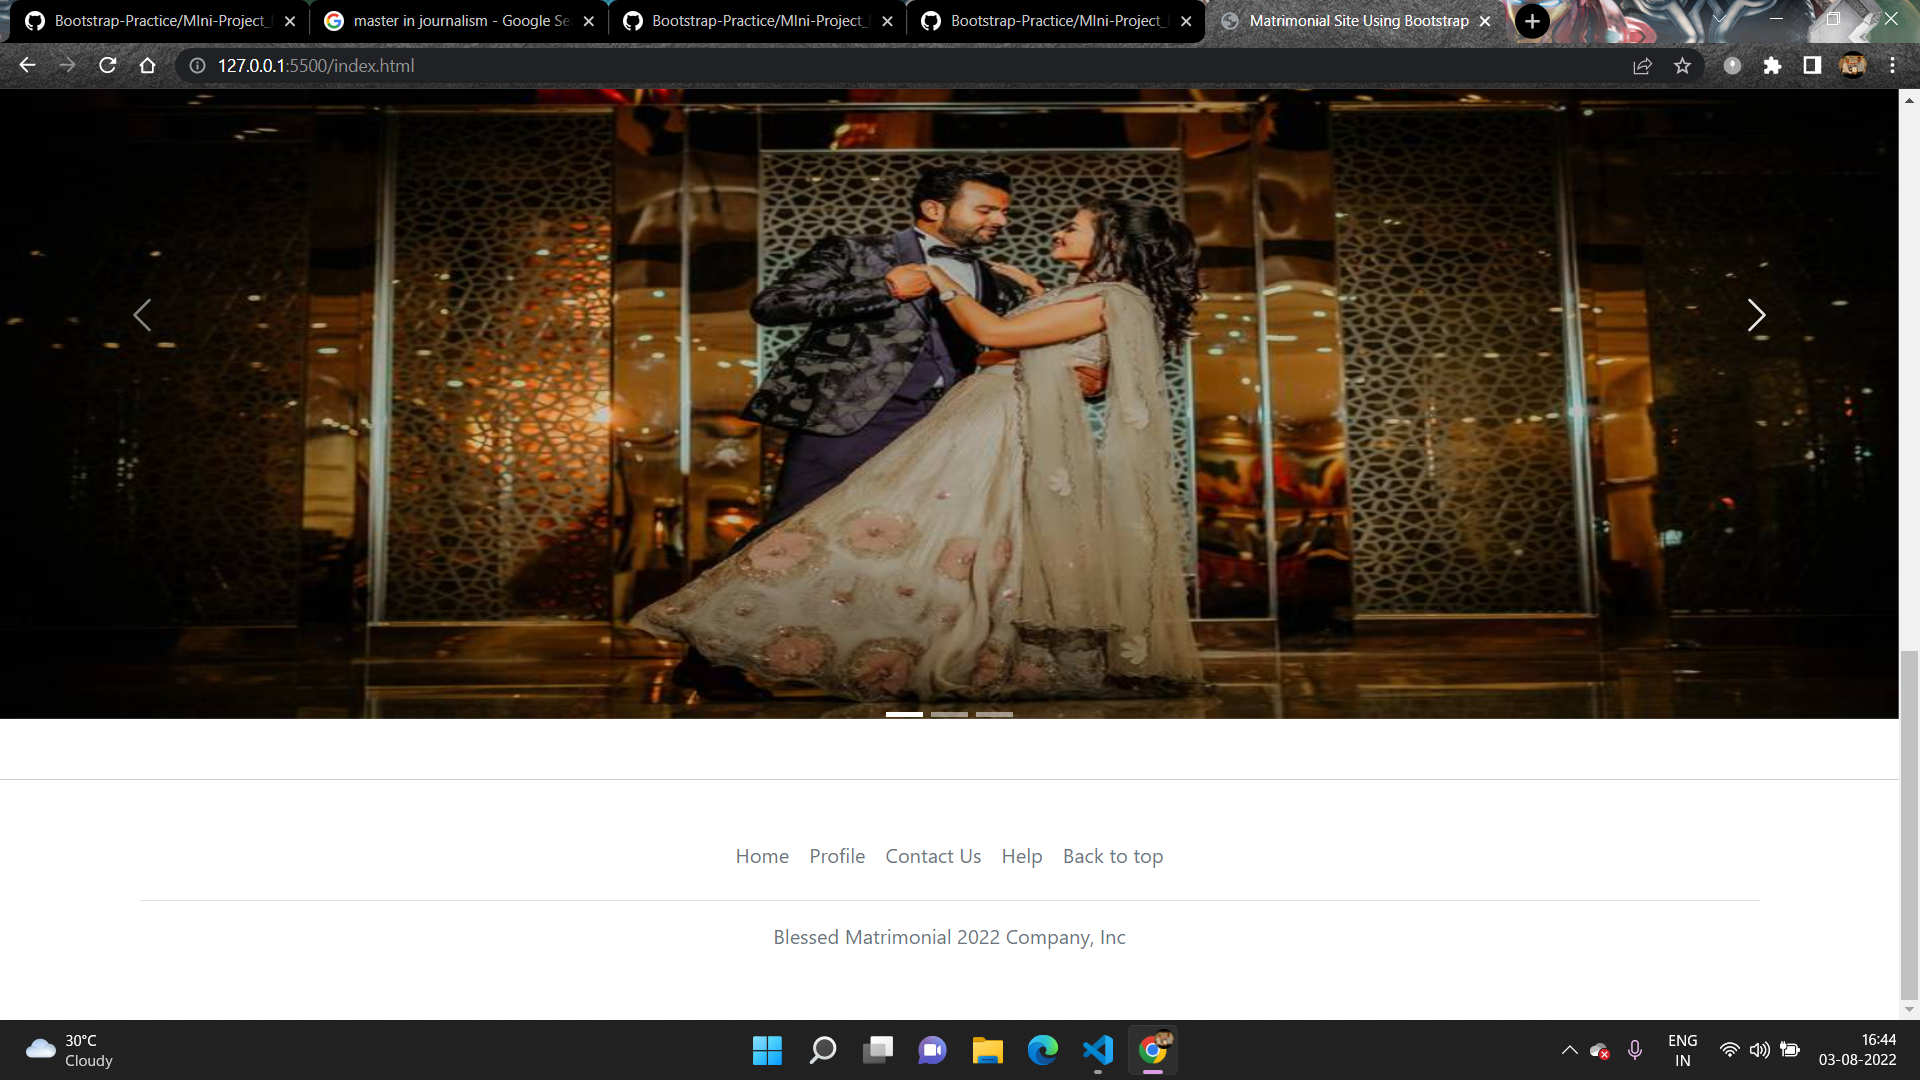 Bootstrap-Practice/MIni-Project_
master in journalism - Google Se
Bootstrap-Practice/MIni-Project_
Bootstrap-Practice/MIni-Project_
Matrimonial Site Using Bootstrap
127.0.0.1:5500/index.html
Home Profile Contact Us Help Back to top
Blessed Matrimonial 2022 Company, Inc
30°C
Cloudy
ENG
IN
16:44
03-08-2022